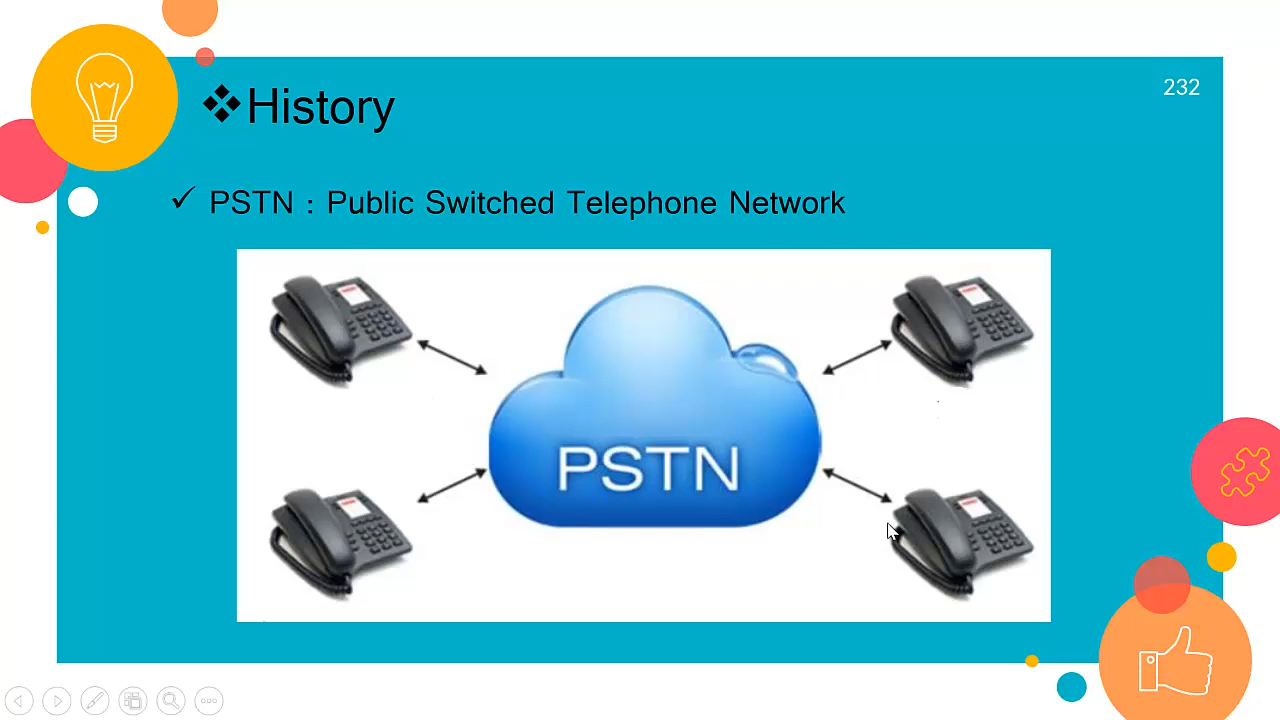 232
❖History
✓ PSTN : Public Switched Telephone Network
PSTN